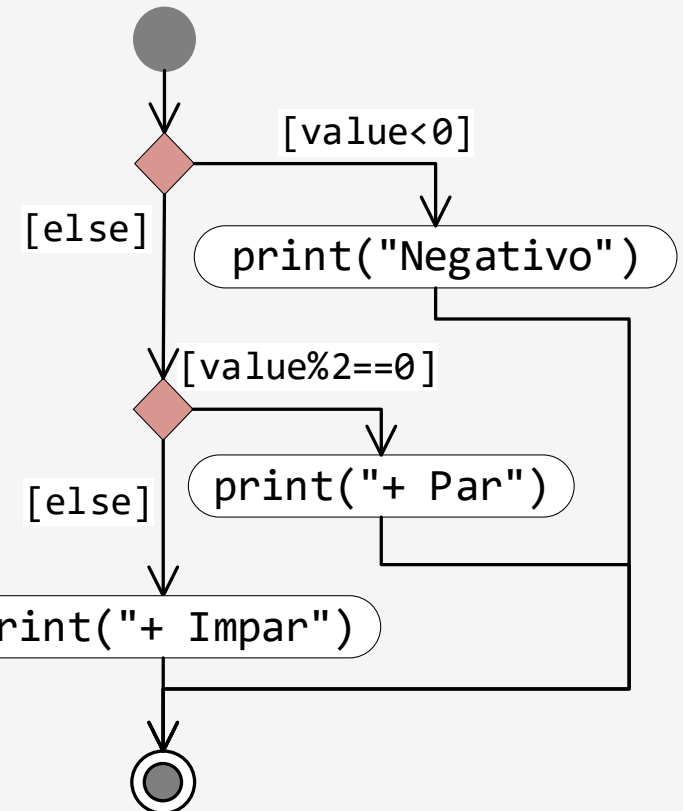 [value<0]
[else]
print("Negativo")
[value%2==0]
print("+ Par")
[else]
rint("+ Impar")